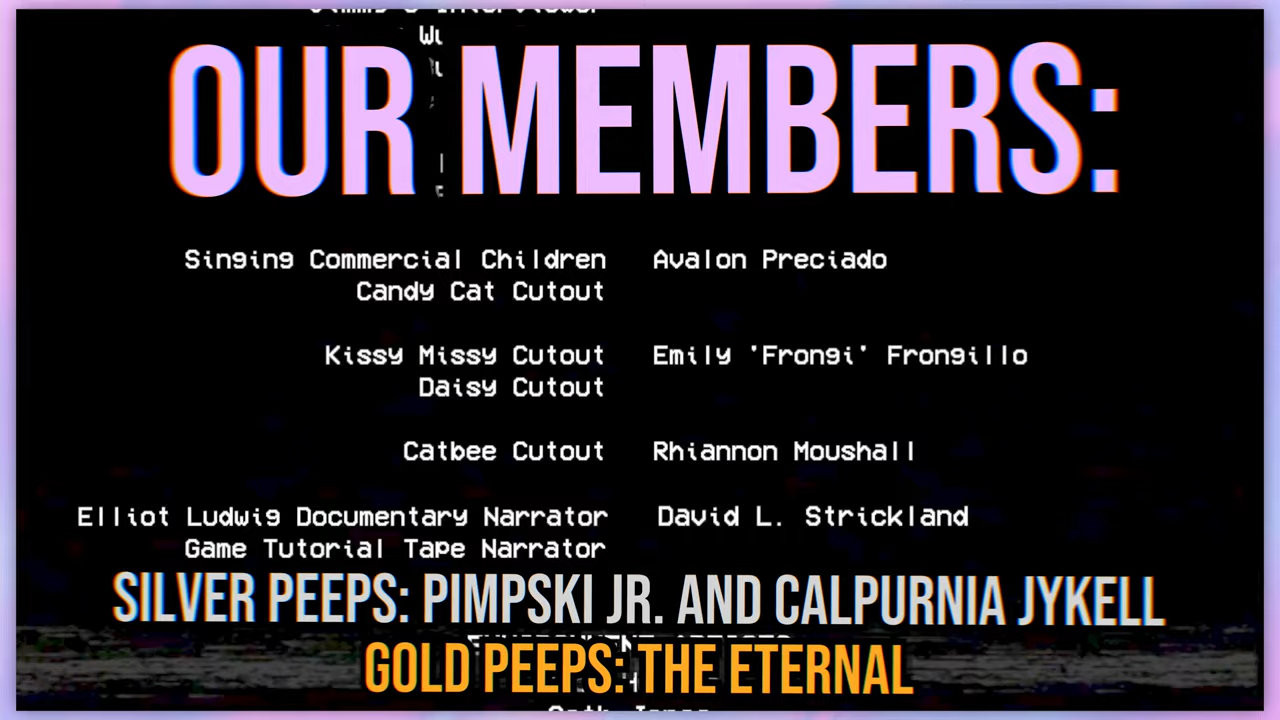 OUR MEMBERS:
Singing Commercial Children Avalon Preciado
Candy Cat Cutout
Kissy Missy Cutout Emily 'Frongi' Frongillo
Daisy Cutout
Catbee Cutout Rhiannon Moushall
Elliot Ludwig Documentary Narrator David L. Strickland
Game Tutorial Tape Narrator
SILVER PEEPS: PIMPSKI JR. AND CALPURNIA JYKELL
GOLD PEEPS: THE ETERNAL